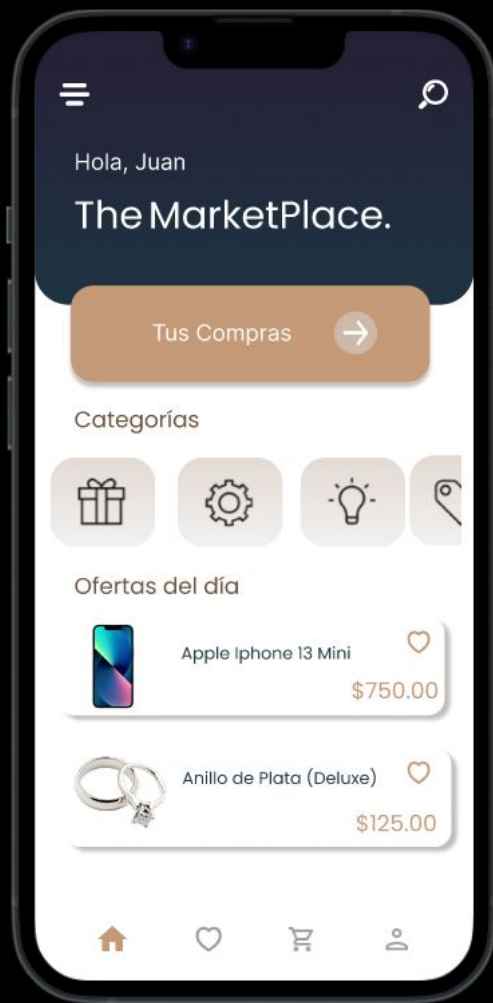 Hola, Juan
The MarketPlace.
Tus Compras
Categorías
Ofertas del día
Apple Iphone 13 Mini
$750.00
Anillo de Plata (Deluxe)
$125.00